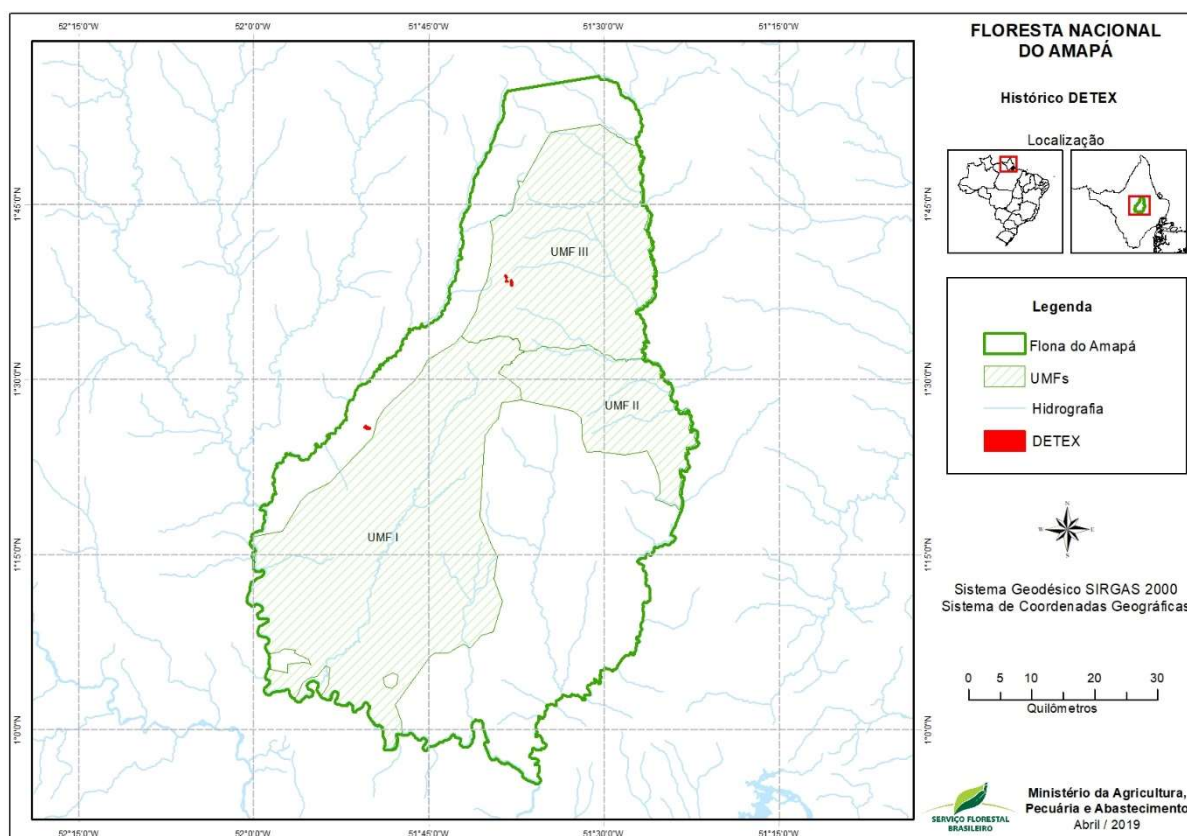 52°15'0"W 52°0'0"W 51°45'0"W 51°30'0"W 51°15'0"W
1°45'0"N 1°45'0"N
1°30'0"N 1°30'0"N
1°15'0"N 1°15'0"N
1°0'0"N 1°0'0"N
UMF III
UMF II
UMF I
52°15'0"W 52°0'0"W 51°45'0"W 51°30'0"W 51°15'0"W
FLORESTA NACIONAL
DO AMAPÁ
Histórico DETEX
Localização
Legenda
Flona do Amapá
UMFs
Hidrografia
DETEX
N
W E
S
Sistema Geodésico SIRGAS 2000
Sistema de Coordenadas Geográficas
0 5 10 20 30
Quilômetros
SERVIÇO FLORESTAL
BRASILEIRO
Ministério da Agricultura,
Pecuária e Abastecimento
Abril / 2019